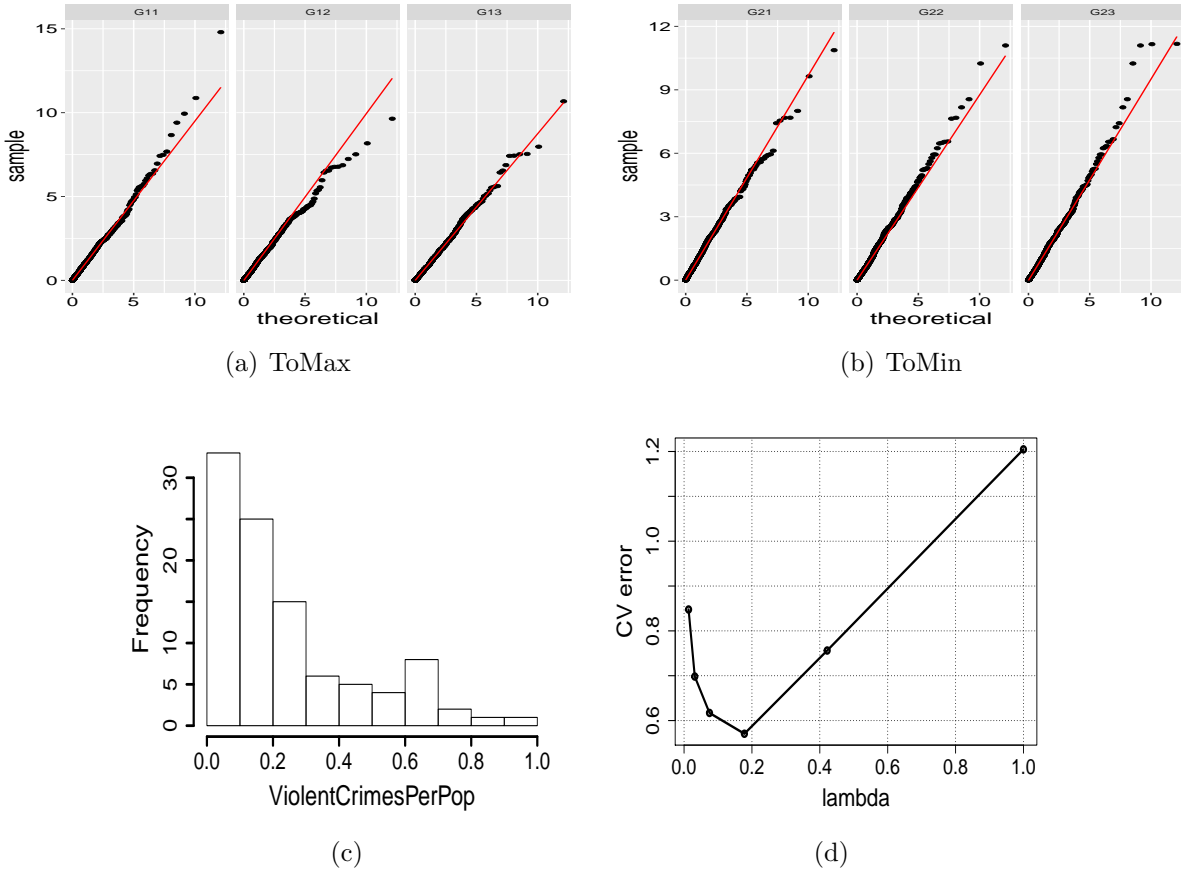 G11 G12 G13
15
10
5
0
sample
0 5 10 0 5 10 0 5 10
theoretical
(a) ToMax
G21 G22 G23
12
9
6
3
0
sample
0 5 10 0 5 10 0 5 10
theoretical
(b) ToMin
30
10
5
0
Frequency
0.0 0.2 0.4 0.6 0.8 1.0
ViolentCrimesPerPop
(c)
1.2
1.0
0.8
0.6
CV error
0.0 0.2 0.4 0.6 0.8 1.0
lambda
(d)